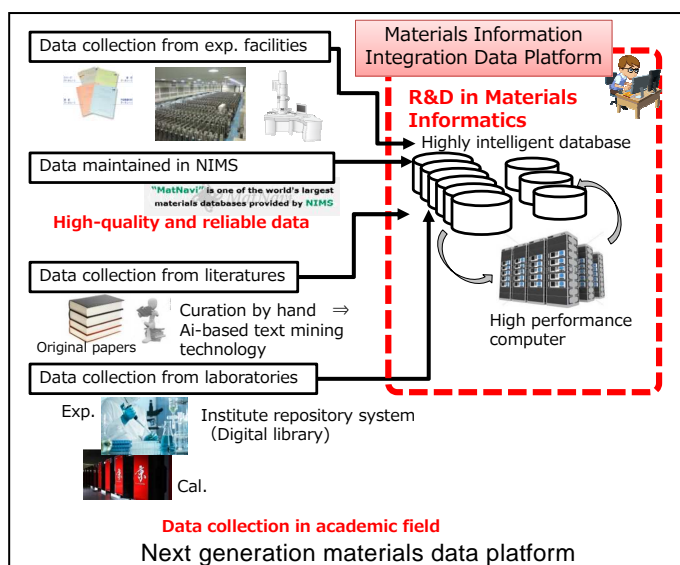 Data collection from exp. facilities
Materials Information
Integration Data Platform
R&D in Materials
Informatics
Highly intelligent database
Data maintained in NIMS
"MatNavi" is one of the world's largest
materials databases provided by NIMS
High-quality and reliable data
Data collection from literatures
Curation by hand ⇒
Ai-based text mining
technology
Original papers
High performance
computer
Data collection from laboratories
Exp.
Institute repository system
（Digital library）
京
Cal.
Data collection in academic field
Next generation materials data platform